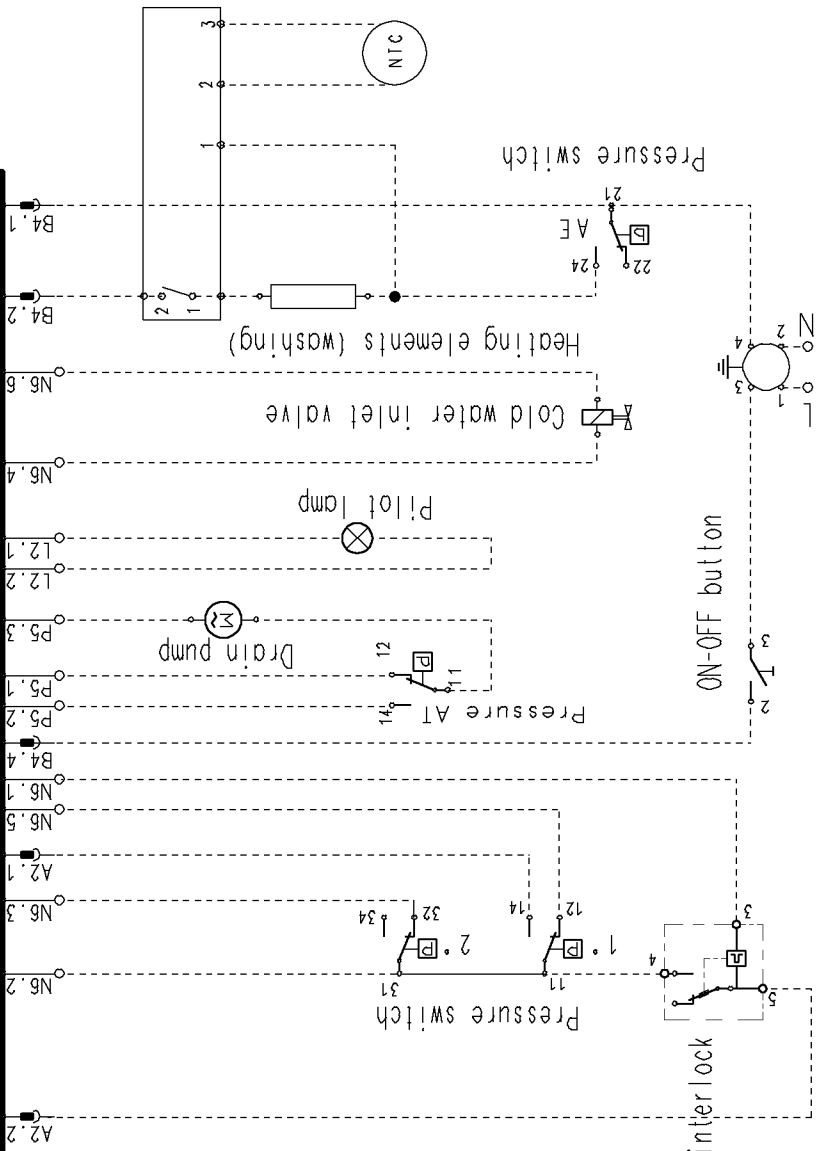 3
NTC
2
1
Pressure switch
B4.1
21
AE
P
24
22
B4.2
2
1
Heating elements (washing)
N
2
4
3
1
L
N6.6
Cold water inlet valve
N6.4
Pilot lamp
L2.1
L2.2
ON-OFF button
P5.3
M
Drain pump
12
P
11
P5.1
P5.2
14
Pressure AT
3
2
B4.4
N6.1
N6.5
A2.1
N6.3
34
32
14
12
P
2°
P
1°
3
4
N6.2
31
11
5
Pressure switch
interlock
A2.2